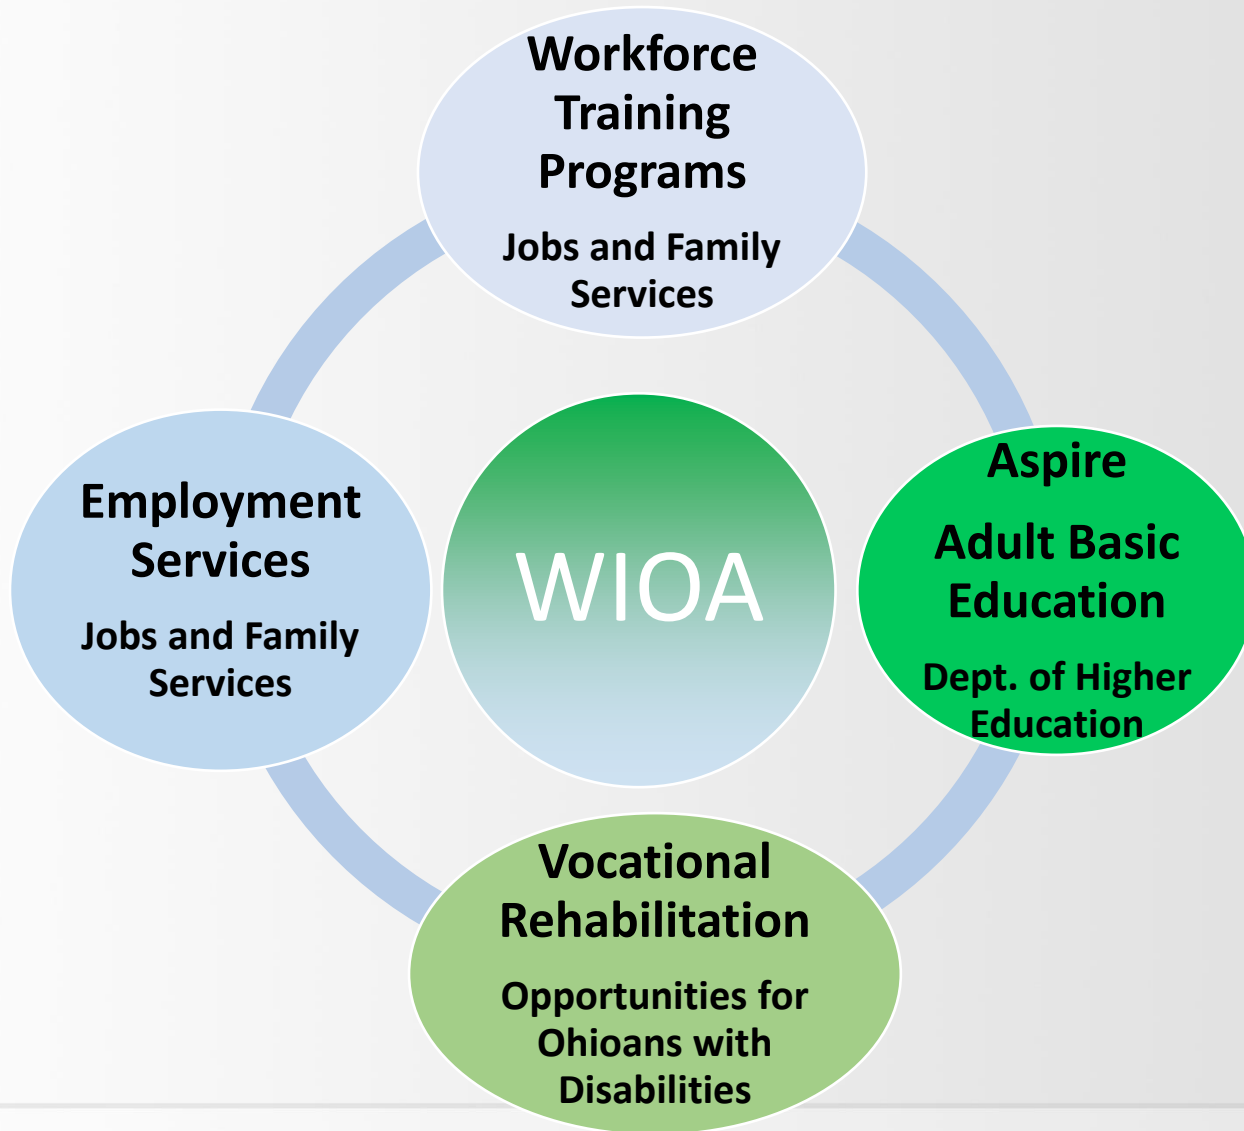 Workforce
Training
Programs
Jobs and Family
Services
Employment
Services
Jobs and Family
Services
WIOA
Aspire
Adult Basic
Education
Dept. of Higher
Education
Vocational
Rehabilitation
Opportunities for
Ohioans with
Disabilities